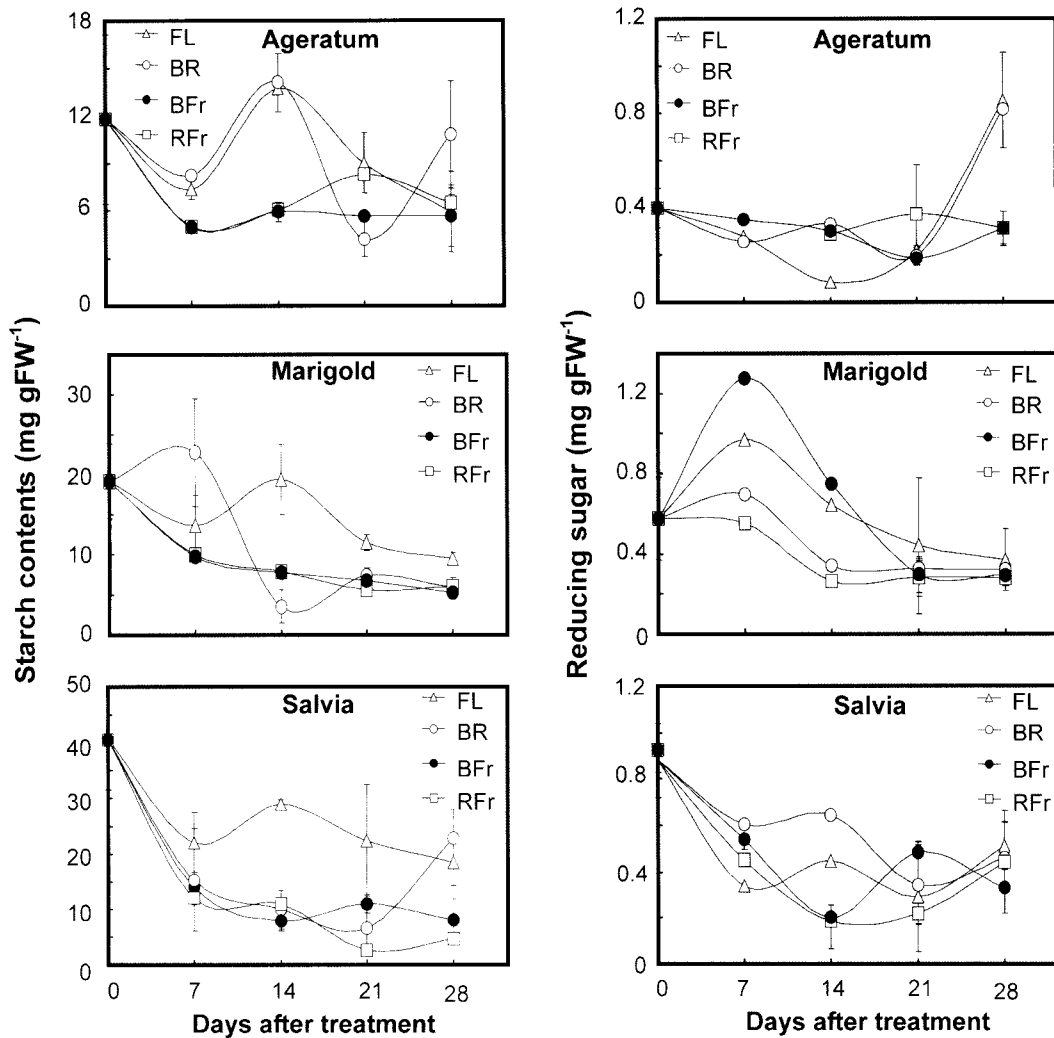 Starch contents (mg gFW-1)
18
12
6
0
Ageratum
FL
BR
BFr
RFr
30
20
10
0
Marigold
FL
BR
BFr
RFr
50
40
30
20
10
0
Salvia
FL
BR
BFr
RFr
0 7 14 21 28
Days after treatment
Reducing sugar (mg gFW-1)
1.2
0.8
0.4
0
Ageratum
FL
BR
BFr
RFr
1.2
0.8
0.4
0
Marigold
FL
BR
BFr
RFr
1.2
0.8
0.4
0
Salvia
FL
BR
BFr
RFr
0 7 14 21 28
Days after treatment